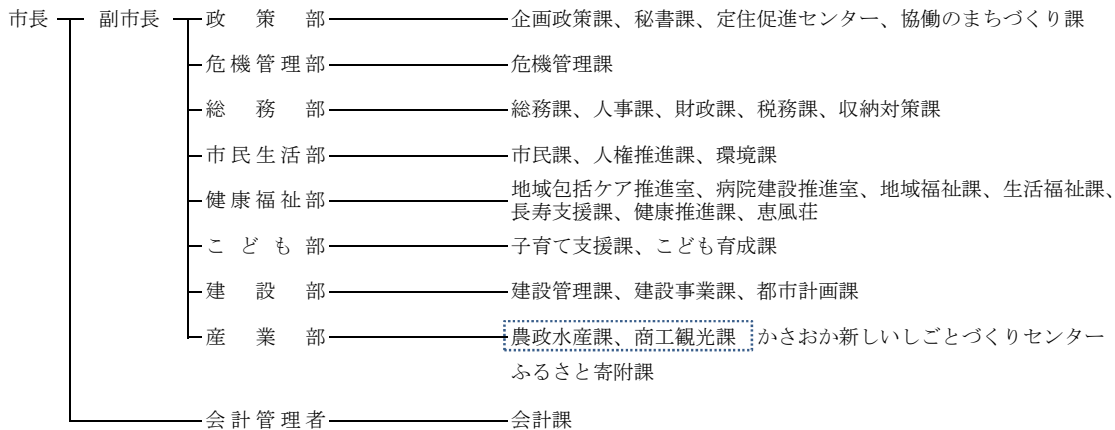 市長 副市長 政策部 企画政策課、秘書課、定住促進センター、協働のまちづくり課
危機管理部 危機管理課
総務部 総務課、人事課、財政課、税務課、収納対策課
市民生活部 市民課、人権推進課、環境課
健康福祉部 地域包括ケア推進室、病院建設推進室、地域福祉課、生活福祉課、
長寿支援課、健康推進課、恵風荘
こども部 子育て支援課、こども育成課
建設部 建設管理課、建設事業課、都市計画課
産業部 農政水産課、商工観光課 かさおか新しいしごとづくりセンター
ふるさと寄附課
会計管理者 会計課